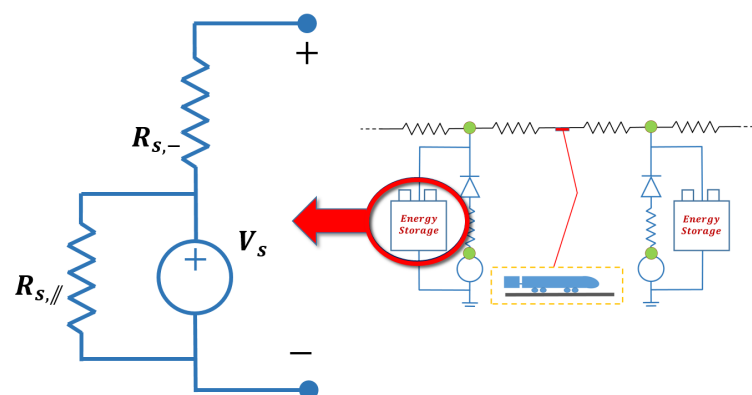 +
R_{s,-}
+
V_s
R_{s,//}
−
Energy
Storage
Energy
Storage